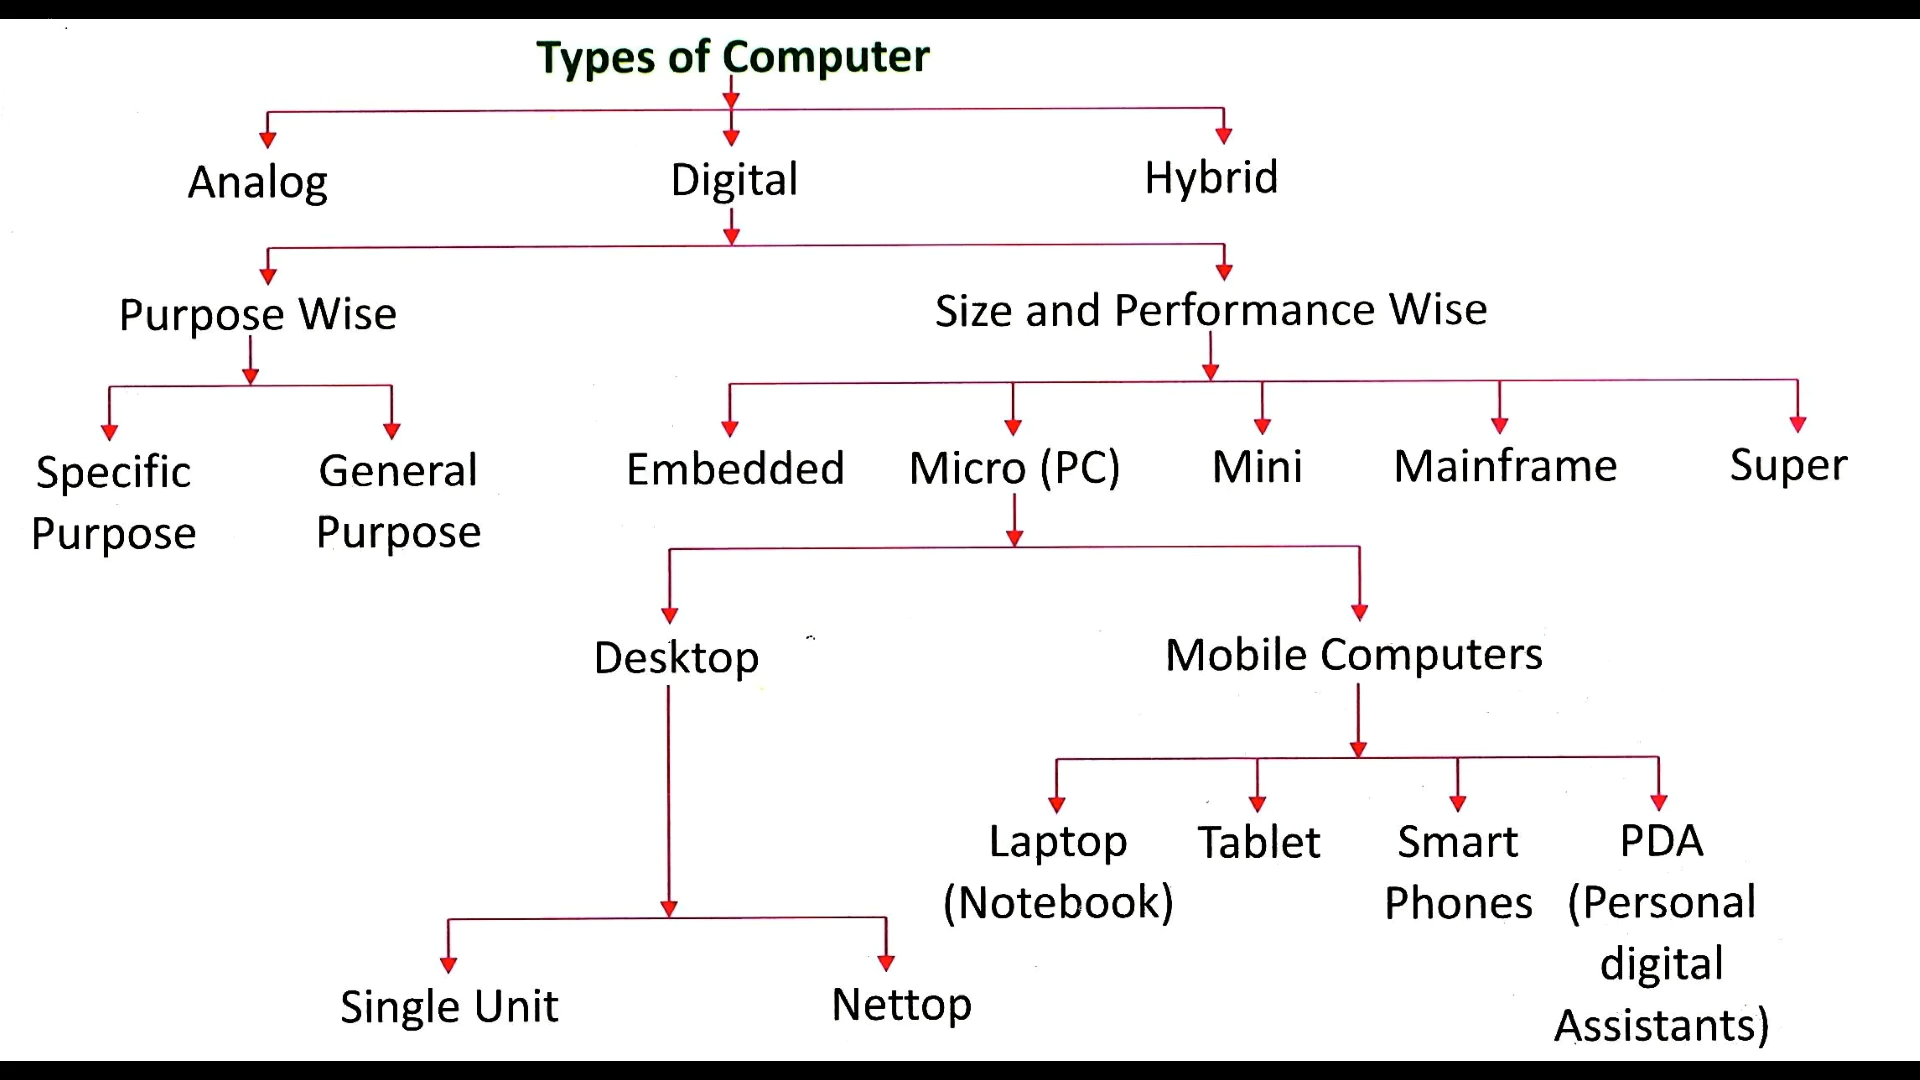 Types of Computer
Analog
Digital
Hybrid
Purpose Wise
Size and Performance Wise
Specific
Purpose
General
Purpose
Embedded
Micro (PC)
Mini
Mainframe
Super
Desktop
Mobile Computers
Single Unit
Nettop
Laptop
(Notebook)
Tablet
Smart
Phones
PDA
(Personal
digital
Assistants)